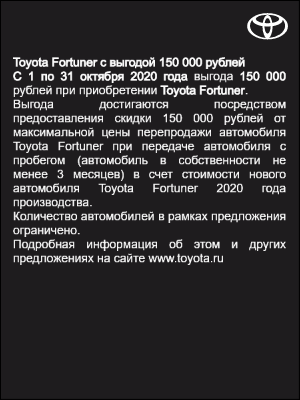 Toyota Fortuner с выгодой 150 000 рублей
С 1 по 31 октября 2020 года выгода 150 000
рублей при приобретении Toyota Fortuner.
Выгода достигаются посредством
предоставления скидки 150 000 рублей от
максимальной цены перепродажи автомобиля
Toyota Fortuner при передаче автомобиля с
пробегом (автомобиль в собственности не
менее 3 месяцев) в счет стоимости нового
автомобиля Toyota Fortuner 2020 года
производства.
Количество автомобилей в рамках предложения
ограничено.
Подробная информация об этом и других
предложениях на сайте www.toyota.ru